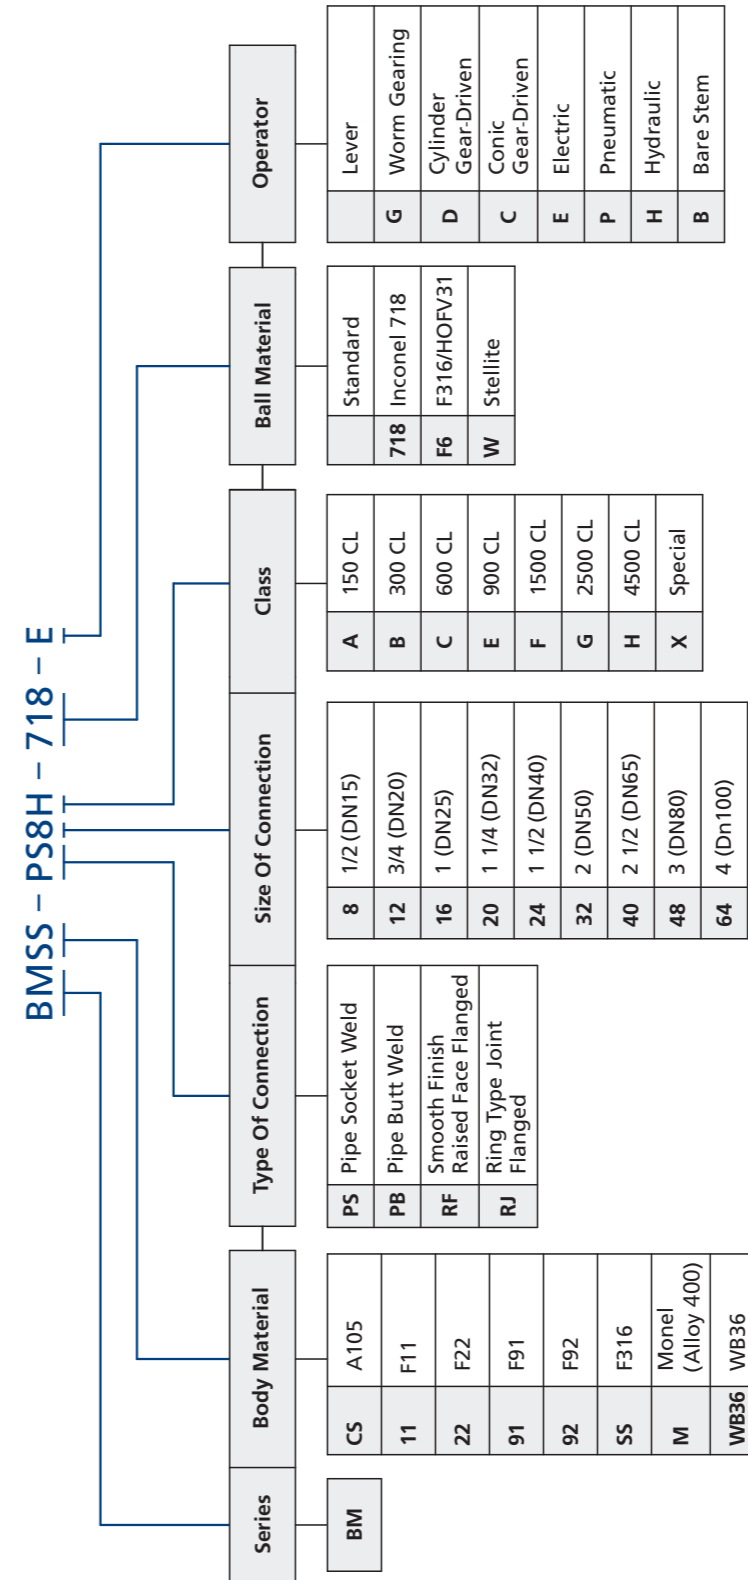 BMSS – PS8H – 718 – E
Series
BM
Body Material
CS A105
11 F11
22 F22
91 F91
92 F92
SS F316
M Monel
(Alloy 400)
WB36 WB36
Type Of Connection
PS Pipe Socket Weld
PB Pipe Butt Weld
RF Smooth Finish
Raised Face Flanged
RJ Ring Type Joint
Flanged
Size Of Connection
8 1/2 (DN15)
12 3/4 (DN20)
16 1 (DN25)
20 1 1/4 (DN32)
24 1 1/2 (DN40)
32 2 (DN50)
40 2 1/2 (DN65)
48 3 (DN80)
64 4 (Dn100)
Class
A 150 CL
B 300 CL
C 600 CL
E 900 CL
F 1500 CL
G 2500 CL
H 4500 CL
X Special
Ball Material
Standard
718 Inconel 718
F6 F316/HOFV31
W Stellite
Operator
Lever
G Worm Gearing
D Cylinder
Gear-Driven
C Conic
Gear-Driven
E Electric
P Pneumatic
H Hydraulic
B Bare Stem